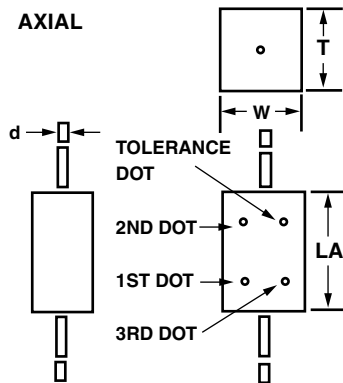 AXIAL
T
W
d
TOLERANCE
DOT
2ND DOT
LA
1ST DOT
3RD DOT